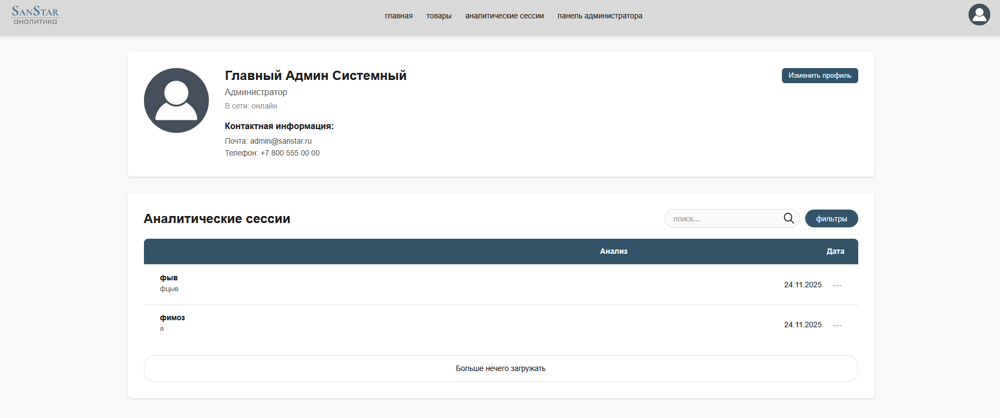 SANSTAR
аналитика
главная товары аналитические сессии панель администратора
Главный Админ Системный
Изменить профиль
Администратор
В сети: онлайн
Контактная информация:
Почта: admin@sanstar.ru
Телефон: +7 800 555 00 00
Аналитические сессии
поиск...
фильтры
Анализ Дата
фыв
фцыв
24.11.2025 ...
фимоз
я
24.11.2025 ...
Больше нечего загружать